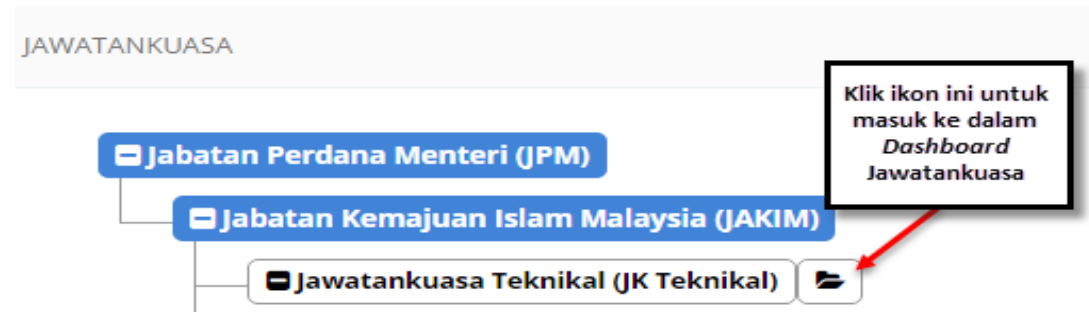 JAWATANKUASA
Klik ikon ini untuk
masuk ke dalam
Dashboard
Jawatankuasa
Jabatan Perdana Menteri (JPM)
Jabatan Kemajuan Islam Malaysia (JAKIM)
Jawatankuasa Teknikal (JK Teknikal)